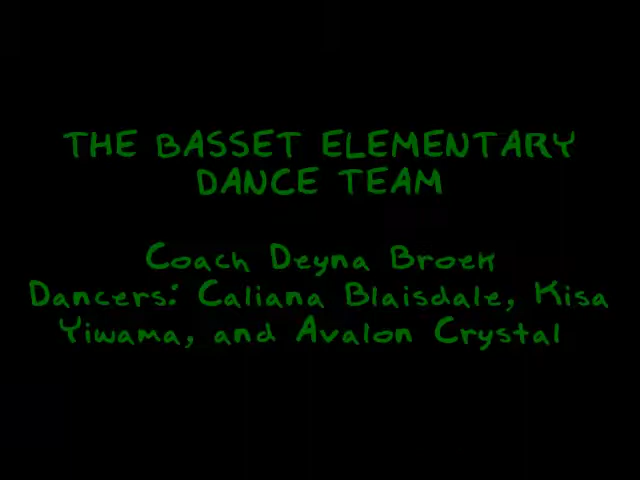 THE BASSET ELEMENTARY
DANCE TEAM
Coach Deyna Broek
Dancers: Caliana Blaisdale, Kisa
Yiwama, and Avalon Crystal